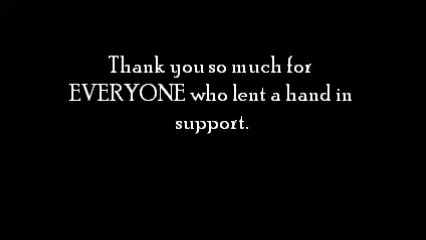 Thank you so much for
EVERYONE who lent a hand in
support.